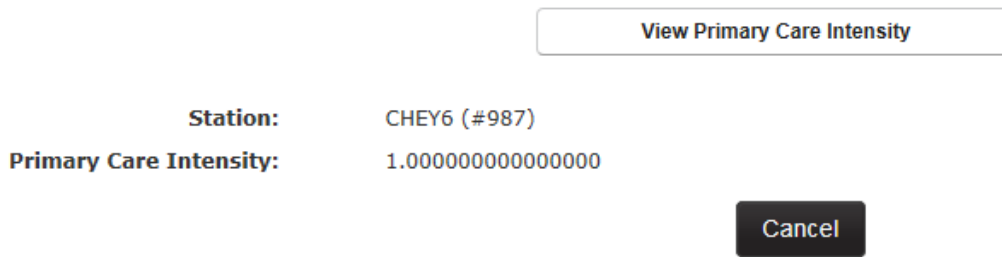 View Primary Care Intensity
Station: CHEY6 (#987)
Primary Care Intensity: 1.000000000000000
Cancel